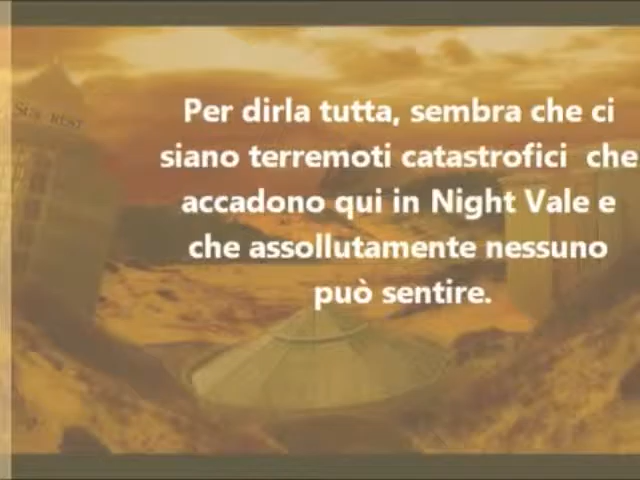 Per dirla tutta, sembra che ci
siano terremoti catastrofici che
accadono qui in Night Vale e
che assollutamente nessuno
può sentire.